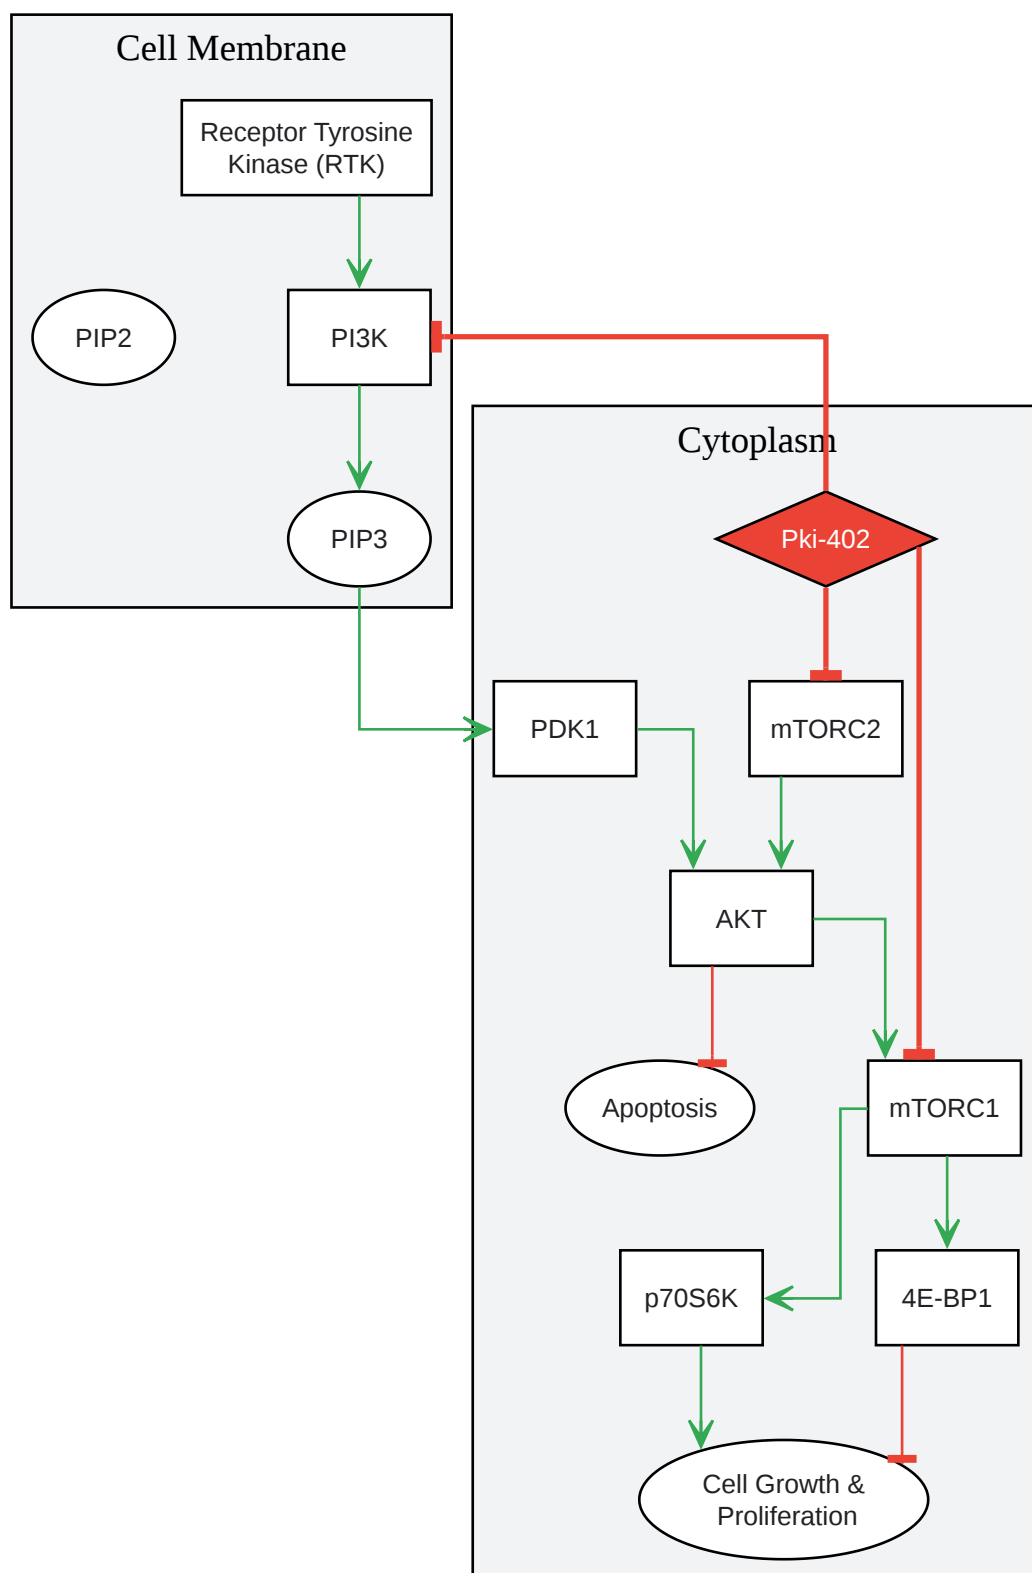 Cell Membrane
Receptor Tyrosine
Kinase (RTK)
PIP2
PI3K
Cytoplasm
PIP3
Pki-402
PDK1
mTORC2
AKT
Apoptosis
mTORC1
p70S6K
4E-BP1
Cell Growth &
Proliferation